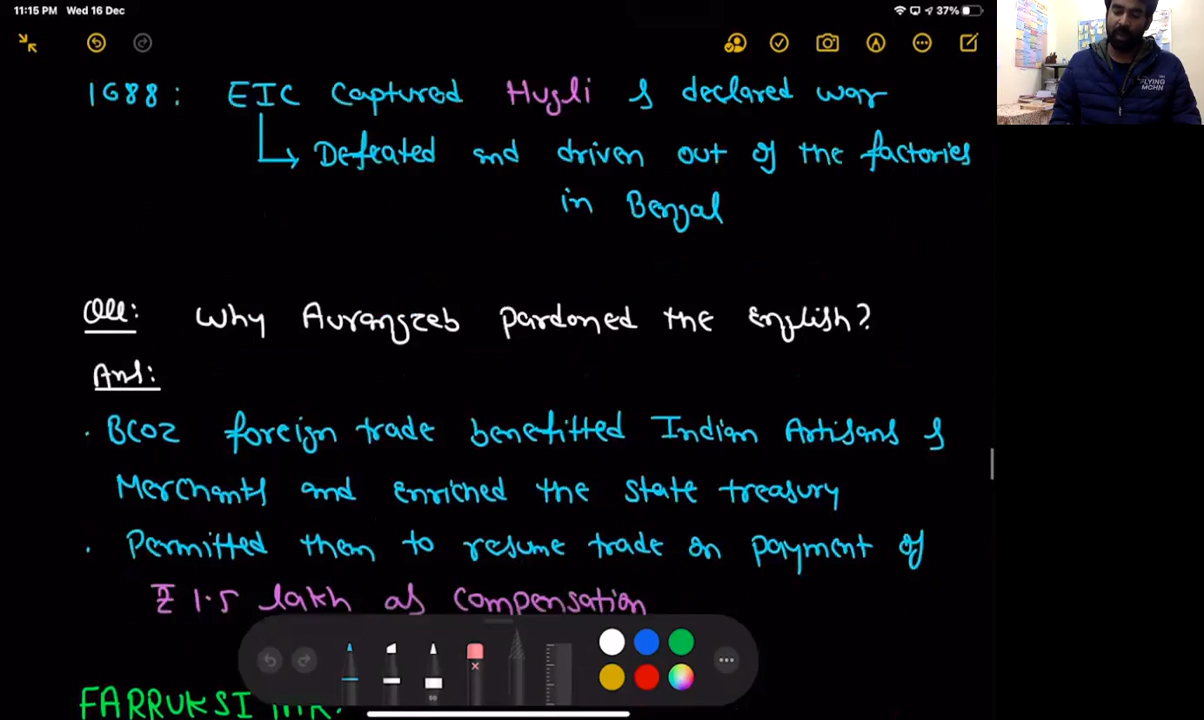 11:15 PM Wed 16 Dec 37%
1688: EIC Captured Hugli & declared war
Defeated and driven out of the factories
in Bengal
Que: Why Aurangzeb pardoned the English?
Ans:
· BCOZ foreign trade benefitted Indian Artisans &
Merchants and enriched the state treasury
· Permitted them to resume trade on payment of
₹ 1.5 lakh as compensation
FLYING
MCHN